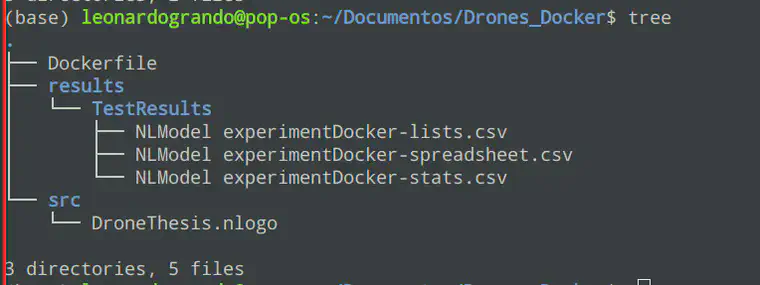 (base) leonardogrando@pop-os:~/Documentos/Drones_Docker$ tree
.
├── Dockerfile
├── results
│   └── TestResults
│       ├── NLModel experimentDocker-lists.csv
│       ├── NLModel experimentDocker-spreadsheet.csv
│       └── NLModel experimentDocker-stats.csv
└── src
    └── DroneThesis.nlogo
3 directories, 5 files